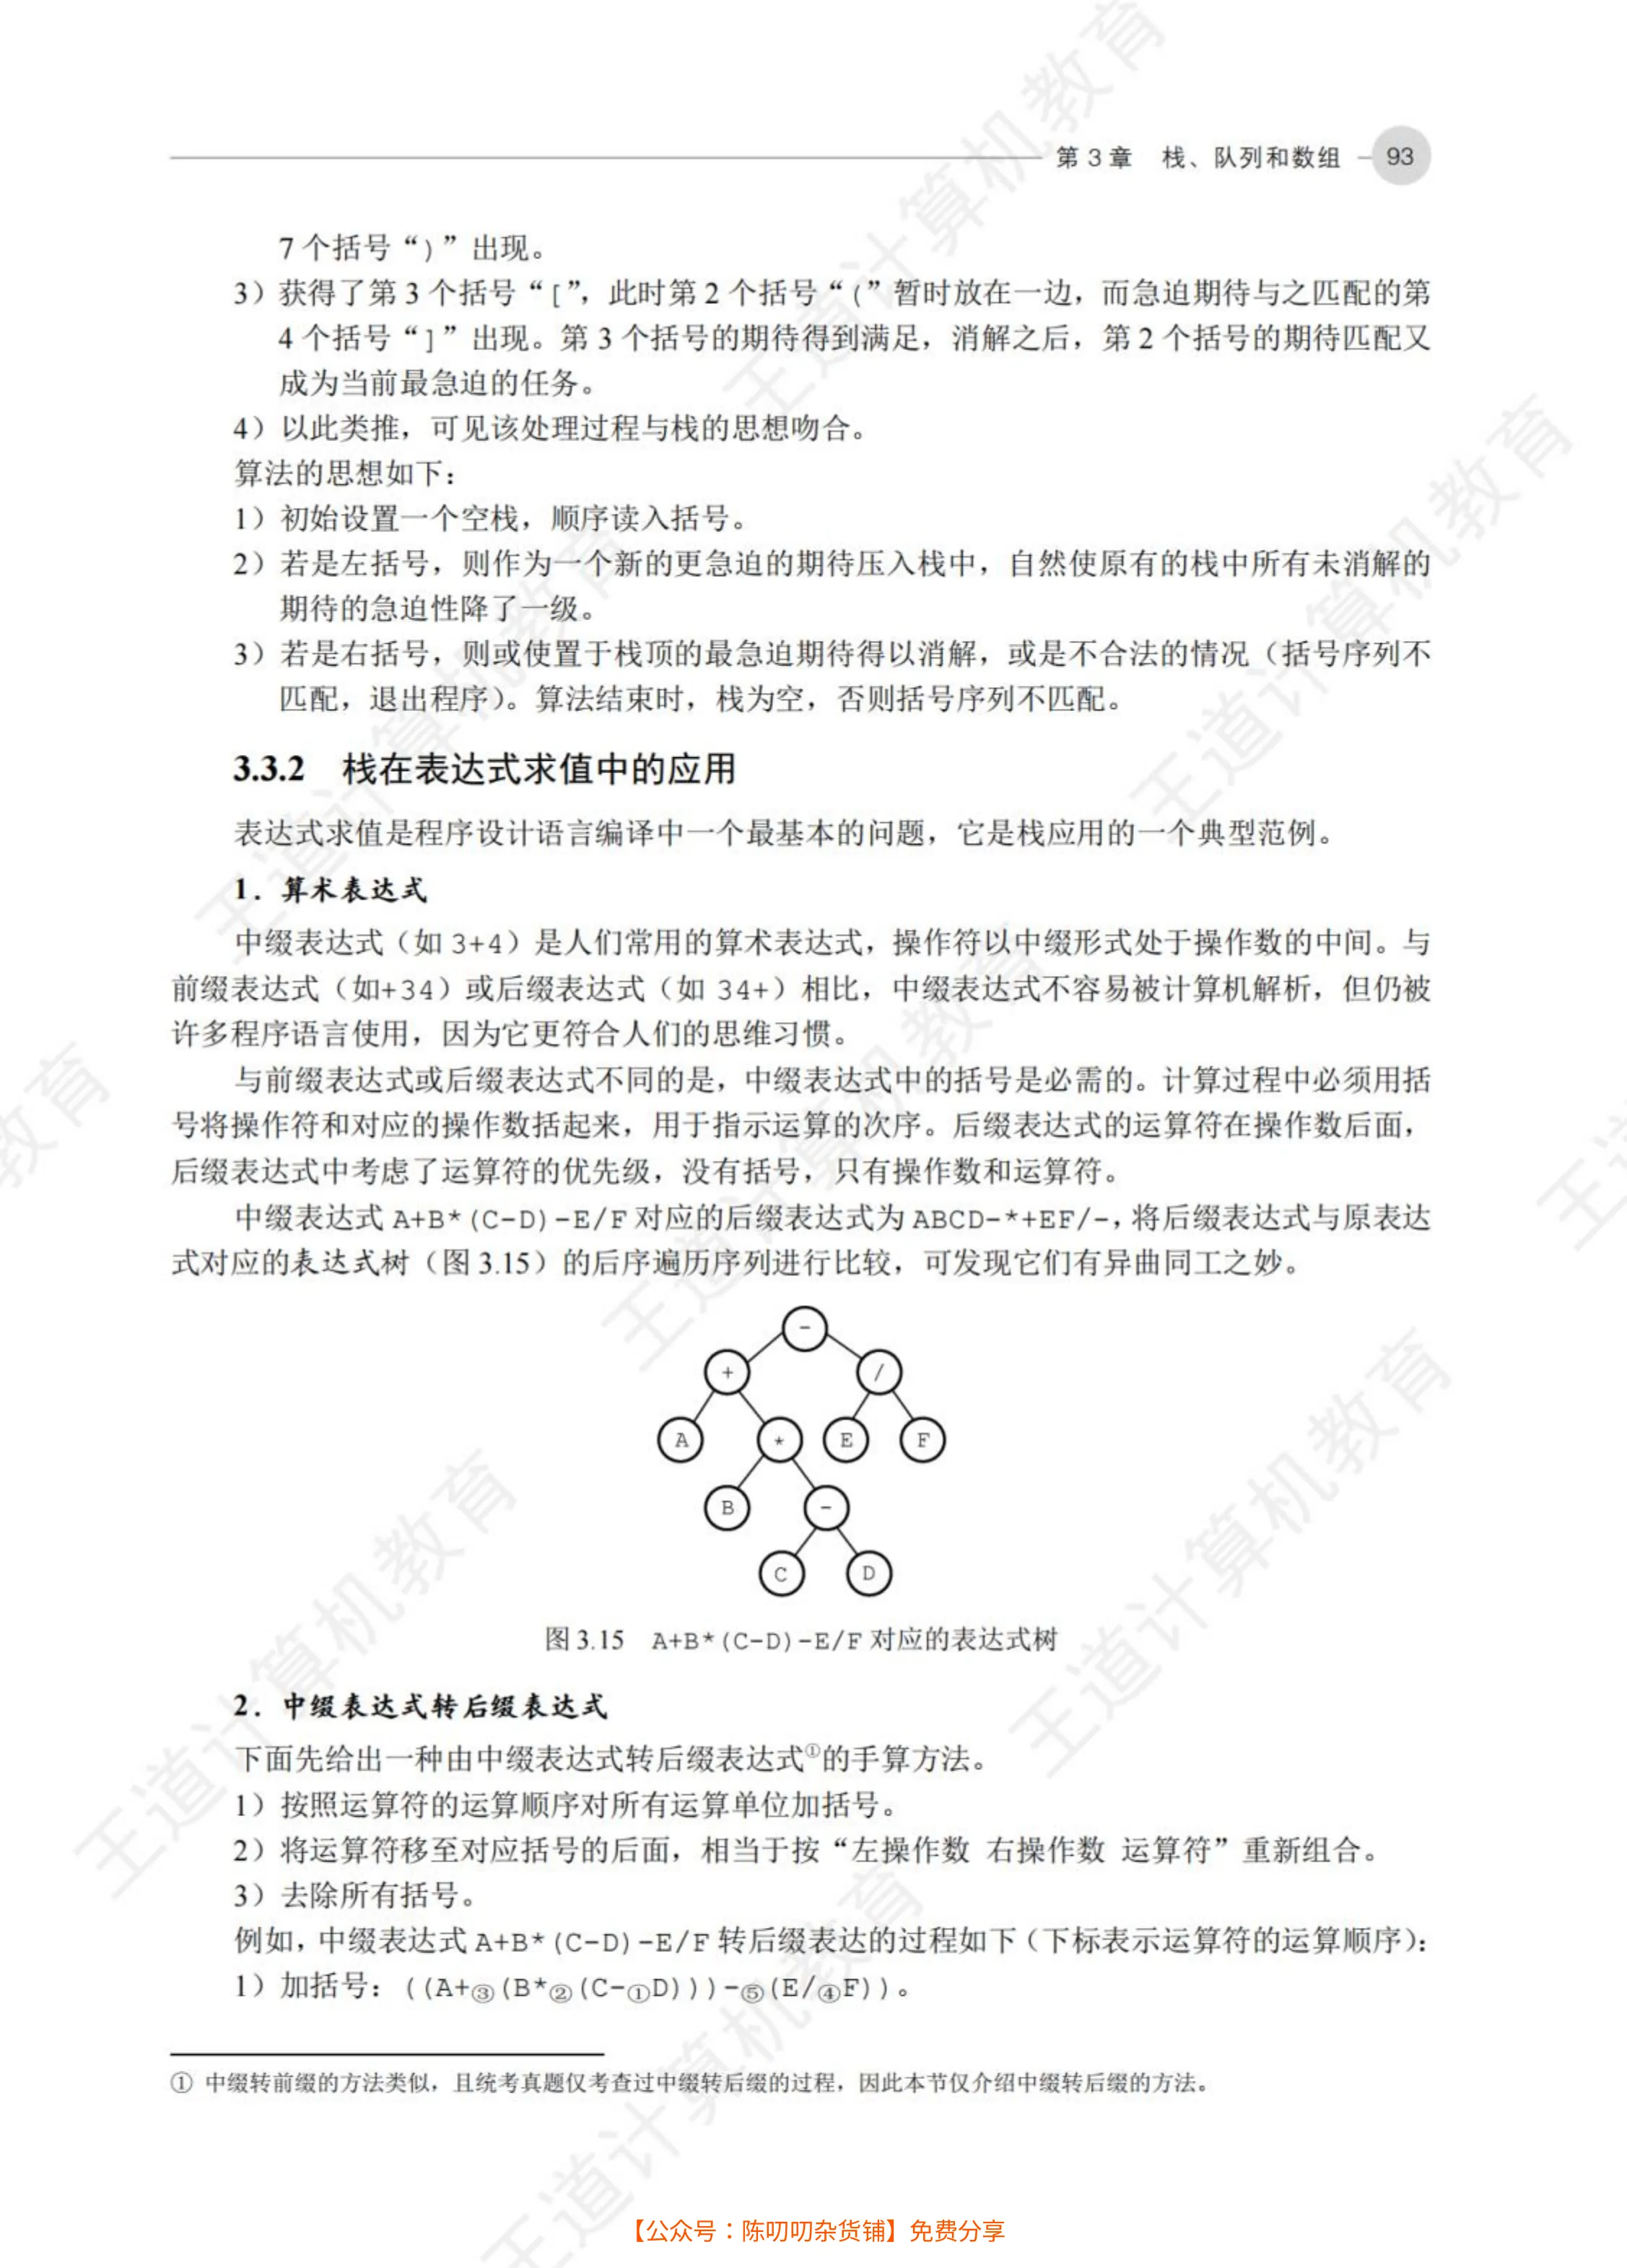 第 3 章 栈、队列和数组 93
7 个括号“)”出现。
3）获得了第 3 个括号“[”，此时第 2 个括号“(”暂时放在一边，而急迫期待与之匹配的第
4 个括号“]”出现。第 3 个括号的期待得到满足，消解之后，第 2 个括号的期待匹配又
成为当前最急迫的任务。
4）以此类推，可见该处理过程与栈的思想吻合。
算法的思想如下：
1）初始设置一个空栈，顺序读入括号。
2）若是左括号，则作为一个新的更急迫的期待压入栈中，自然使原有的栈中所有未消解的
期待的急迫性降了一级。
3）若是右括号，则或使置于栈顶的最急迫期待得以消解，或是不合法的情况（括号序列不
匹配，退出程序）。算法结束时，栈为空，否则括号序列不匹配。
3.3.2 栈在表达式求值中的应用
表达式求值是程序设计语言编译中一个最基本的问题，它是栈应用的一个典型范例。
1．算术表达式
中缀表达式（如 3+4）是人们常用的算术表达式，操作符以中缀形式处于操作数的中间。与
前缀表达式（如+34）或后缀表达式（如 34+）相比，中缀表达式不容易被计算机解析，但仍被
许多程序语言使用，因为它更符合人们的思维习惯。
与前缀表达式或后缀表达式不同的是，中缀表达式中的括号是必需的。计算过程中必须用括
号将操作符和对应的操作数括起来，用于指示运算的次序。后缀表达式的运算符在操作数后面，
后缀表达式中考虑了运算符的优先级，没有括号，只有操作数和运算符。
中缀表达式 A+B*(C-D)-E/F 对应的后缀表达式为 ABCD-*+EF/-，将后缀表达式与原表达
式对应的表达式树（图 3.15）的后序遍历序列进行比较，可发现它们有异曲同工之妙。
-
+ /
A * E F
B -
C D
图 3.15 A+B*(C-D)-E/F 对应的表达式树
2．中缀表达式转后缀表达式
下面先给出一种由中缀表达式转后缀表达式①的手算方法。
1）按照运算符的运算顺序对所有运算单位加括号。
2）将运算符移至对应括号的后面，相当于按“左操作数 右操作数 运算符”重新组合。
3）去除所有括号。
例如，中缀表达式 A+B*(C-D)-E/F 转后缀表达的过程如下（下标表示运算符的运算顺序）：
1）加括号：((A+③(B*②(C-①D)))-⑤(E/④F))。
① 中缀转前缀的方法类似，且统考真题仅考查过中缀转后缀的过程，因此本节仅介绍中缀转后缀的方法。
王道计算机教育
【公众号：陈叨叨杂货铺】免费分享